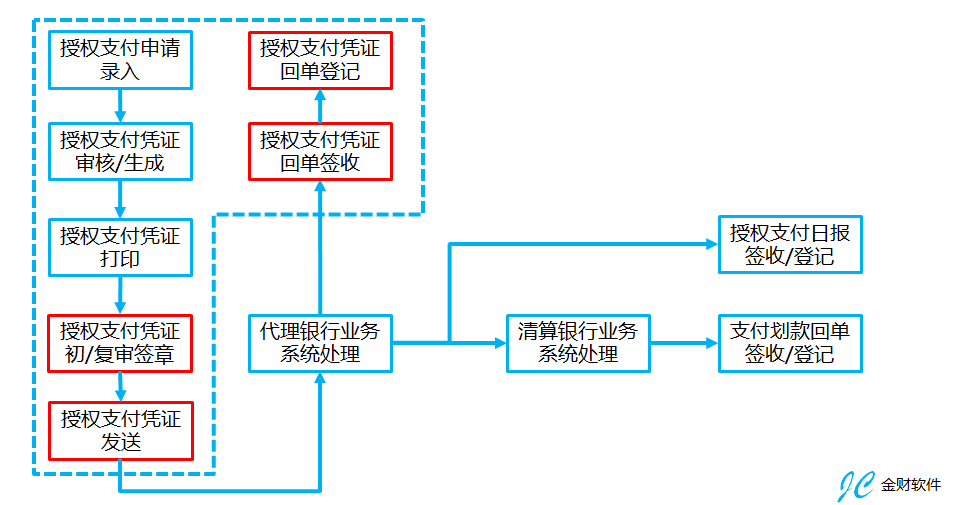 授权支付申请
录入
授权支付凭证
审核/生成
授权支付凭证
打印
授权支付凭证
初/复审签章
授权支付凭证
发送
授权支付凭证
回单登记
授权支付凭证
回单签收
代理银行业务
系统处理
清算银行业务
系统处理
授权支付日报
签收/登记
支付划款回单
签收/登记
JC 金财软件